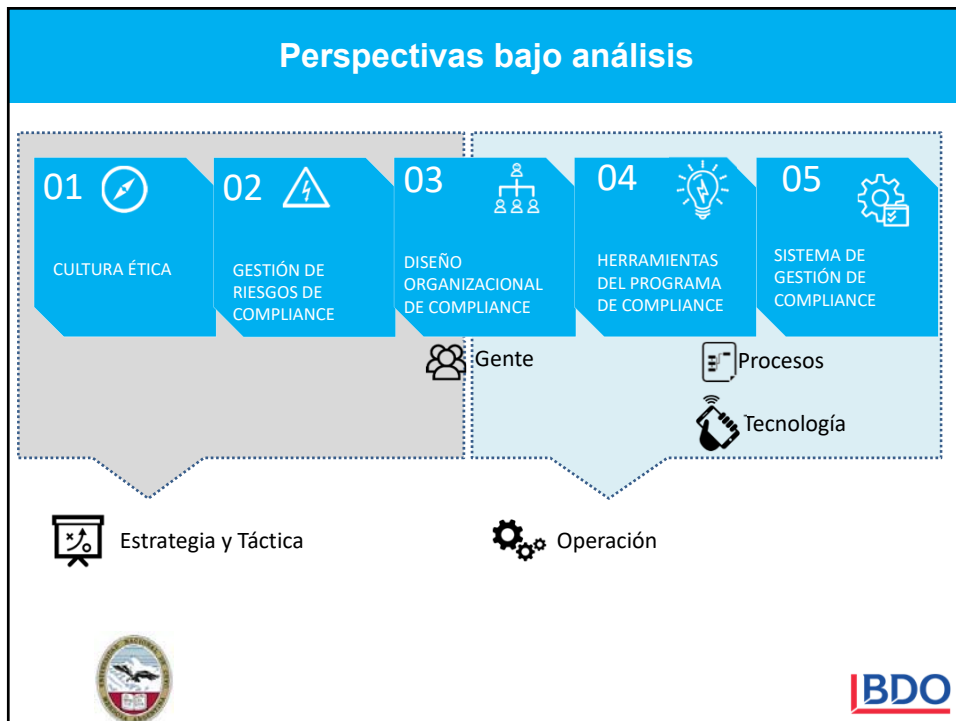 Perspectivas bajo análisis
01
CULTURA ÉTICA
02
GESTIÓN DE
RIESGOS DE
COMPLIANCE
03
DISEÑO
ORGANIZACIONAL
DE COMPLIANCE
04
HERRAMIENTAS
DEL PROGRAMA
DE COMPLIANCE
05
SISTEMA DE
GESTIÓN DE
COMPLIANCE
Gente
Procesos
Tecnología
Estrategia y Táctica
Operación
BDO